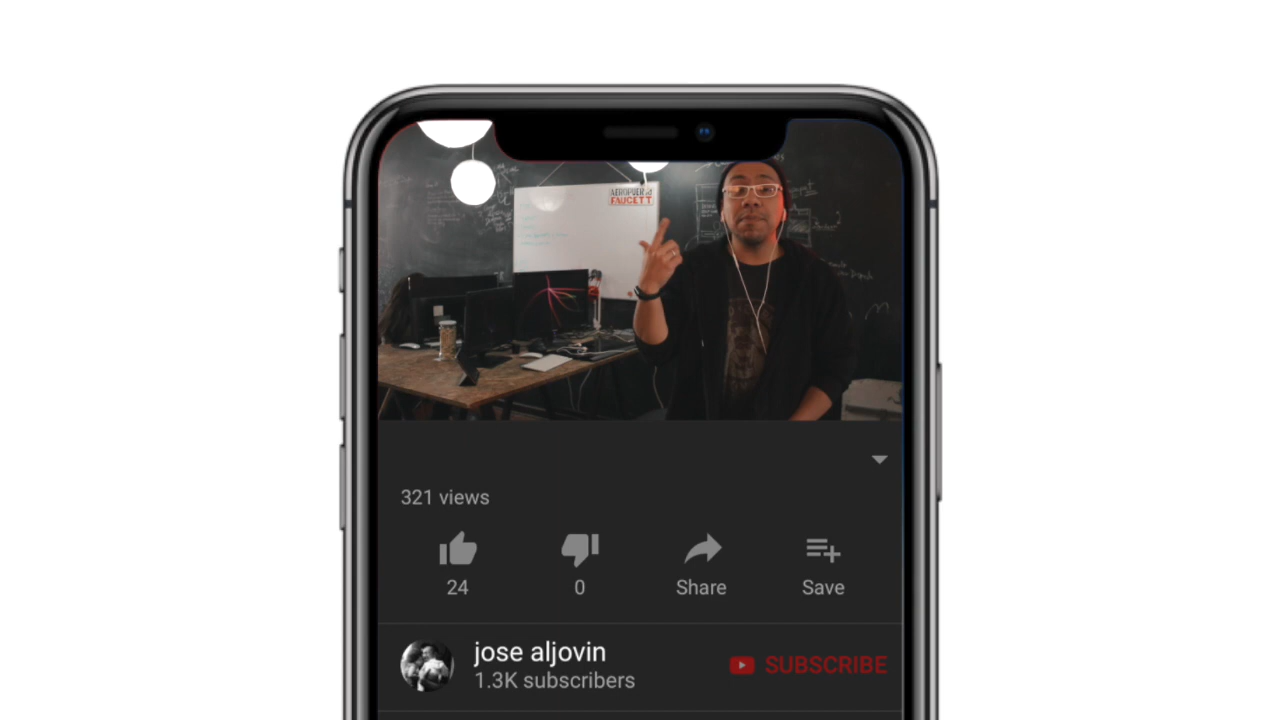 AEROPUERTO
FAUCETT
321 views
24
0
Share
Save
jose aljovin
1.3K subscribers
SUBSCRIBE